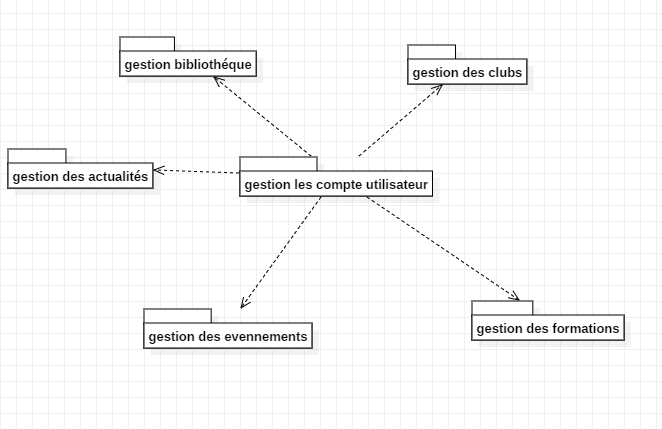 gestion bibliothéque
gestion des clubs
gestion des actualités
gestion les compte utilisateur
gestion des evennements
gestion des formations